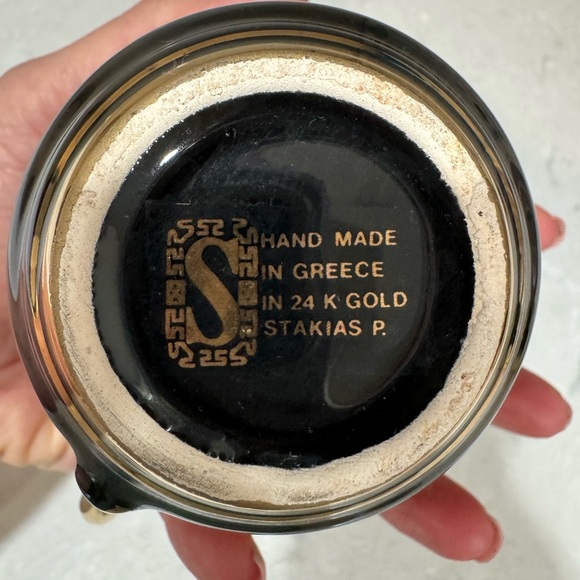 S
HAND MADE
IN GREECE
IN 24 K GOLD
STAKIAS P.